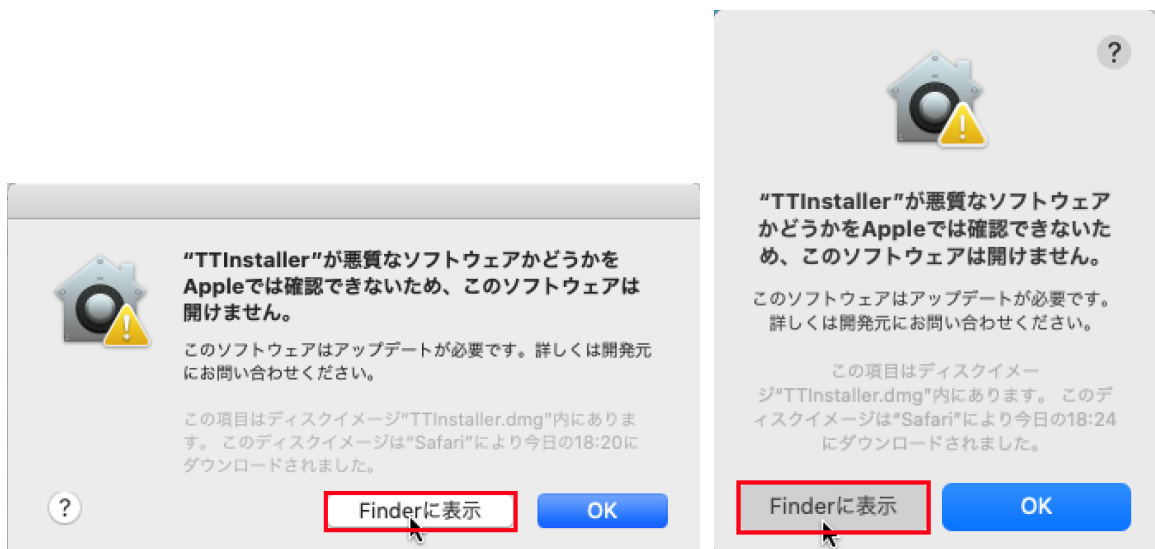 “TTInstaller”が悪質なソフトウェアかどうかを
Appleでは確認できないため、このソフトウェアは
開けません。
このソフトウェアはアップデートが必要です。詳しくは開発元
にお問い合わせください。
この項目はディスクイメージ“TTInstaller.dmg”内にありま
す。 このディスクイメージは“Safari”により今日の18:20に
ダウンロードされました。
?
Finderに表示
OK
?
“TTInstaller”が悪質なソフトウェア
かどうかをAppleでは確認できないた
め、このソフトウェアは開けません。
このソフトウェアはアップデートが必要です。
詳しくは開発元にお問い合わせください。
この項目はディスクイメー
ジ“TTInstaller.dmg”内にあります。 このデ
ィスクイメージは“Safari”により今日の18:24
にダウンロードされました。
Finderに表示
OK